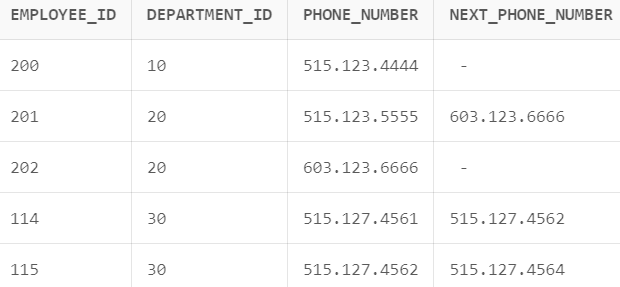 EMPLOYEE_ID DEPARTMENT_ID PHONE_NUMBER NEXT_PHONE_NUMBER
200 10 515.123.4444 -
201 20 515.123.5555 603.123.6666
202 20 603.123.6666 -
114 30 515.127.4561 515.127.4562
115 30 515.127.4562 515.127.4564